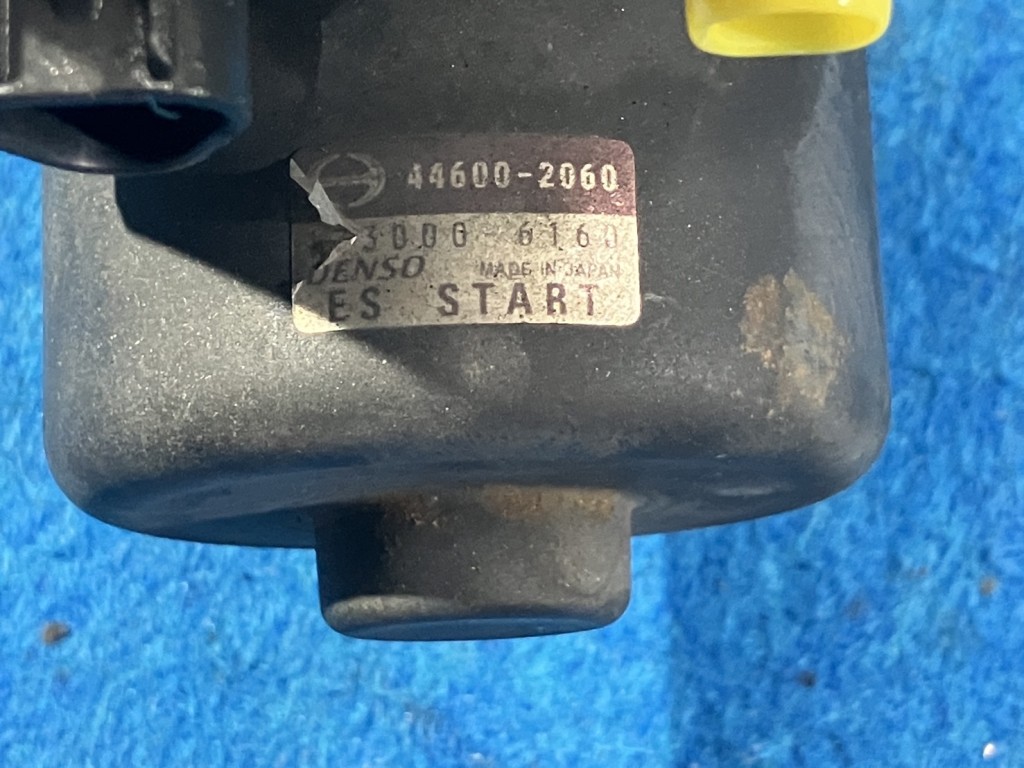 44600-2060
3000-6160
DENSO MADE IN JAPAN
ES START